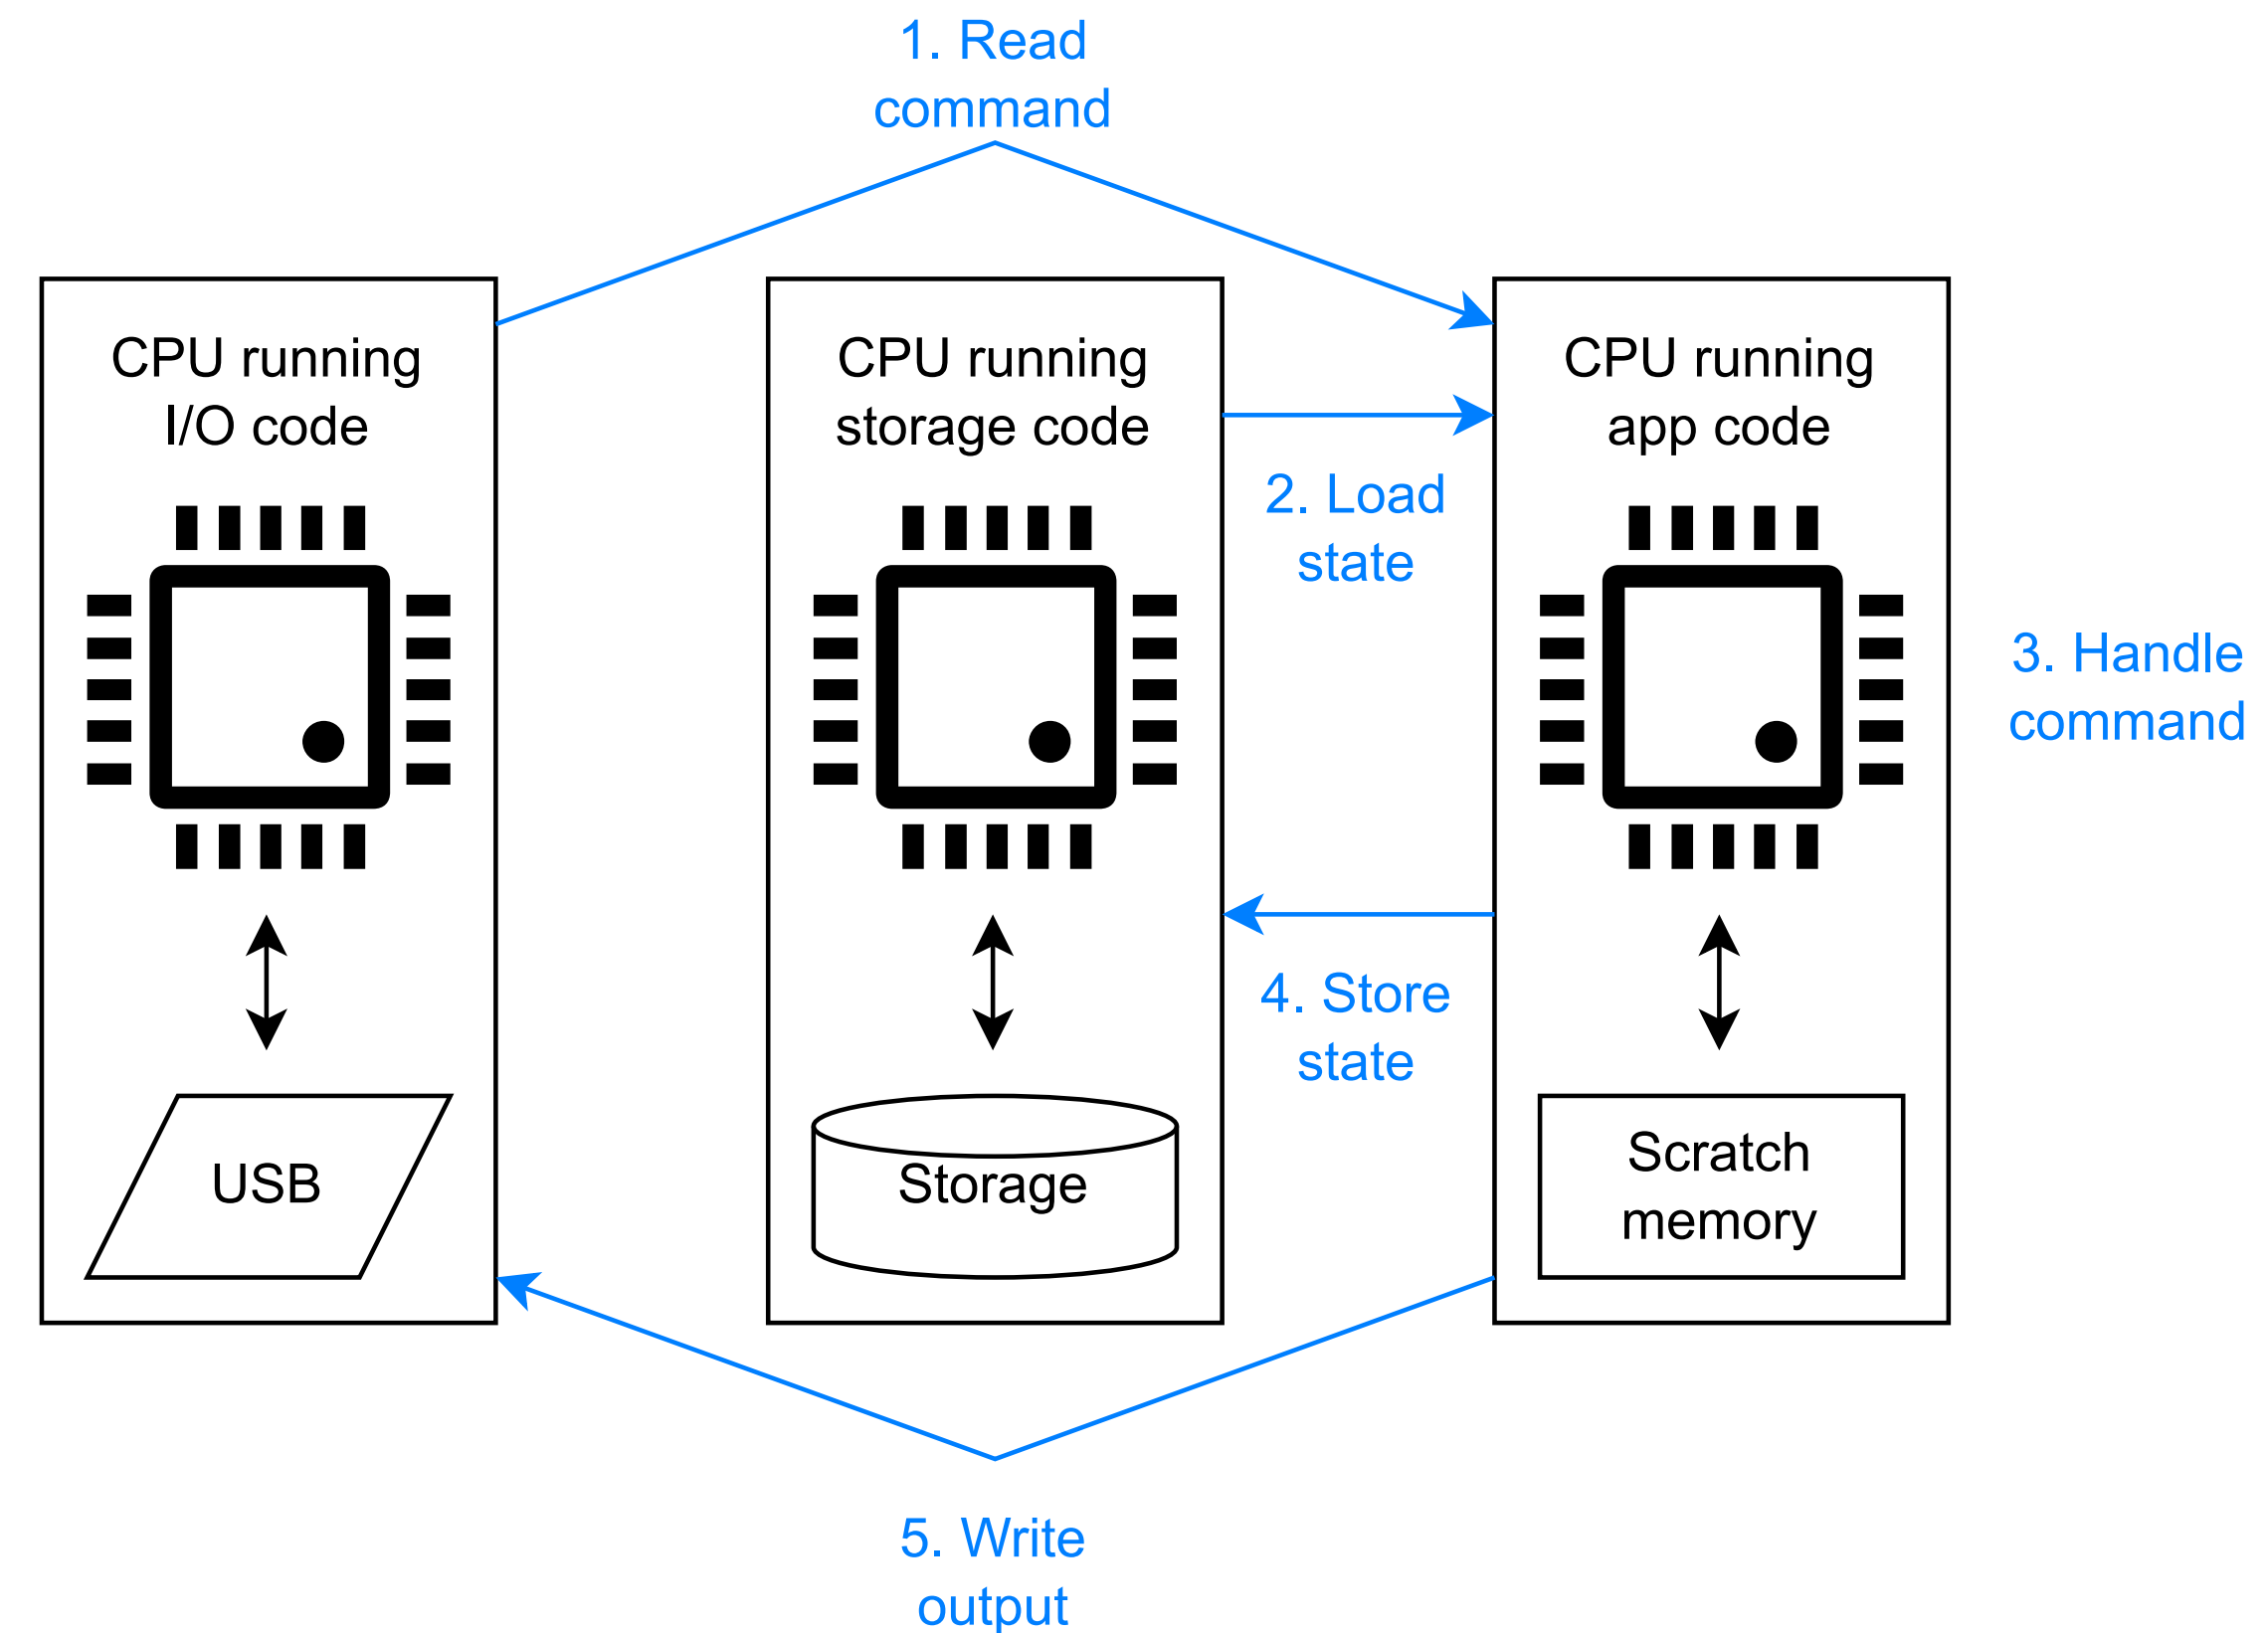 1. Read
command
CPU running
I/O code
CPU running
storage code
CPU running
app code
2. Load
state
3. Handle
command
4. Store
state
USB
Storage
Scratch
memory
5. Write
output